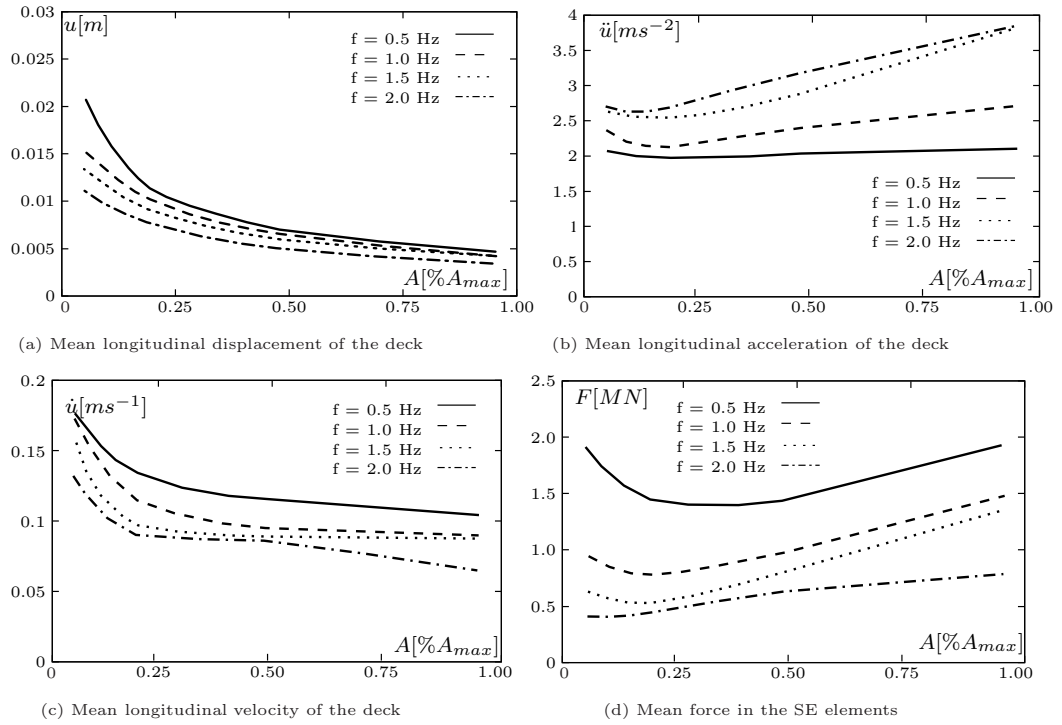 u[m]
0.03
0.025
0.02
0.015
0.01
0.005
0
f = 0.5 Hz
f = 1.0 Hz
f = 1.5 Hz
f = 2.0 Hz
A[%A_{max}]
0 0.25 0.50 0.75 1.00
(a) Mean longitudinal displacement of the deck
ü[ms^{-2}]
4
3.5
3
2.5
2
1.5
1
0.5
0
f = 0.5 Hz
f = 1.0 Hz
f = 1.5 Hz
f = 2.0 Hz
A[%A_{max}]
0 0.25 0.50 0.75 1.00
(b) Mean longitudinal acceleration of the deck
u̇[ms^{-1}]
0.2
0.15
0.1
0.05
0
f = 0.5 Hz
f = 1.0 Hz
f = 1.5 Hz
f = 2.0 Hz
A[%A_{max}]
0.25 0.50 0.75 1.00
(c) Mean longitudinal velocity of the deck
F[MN]
2.5
2.0
1.5
1.0
0.5
0
f = 0.5 Hz
f = 1.0 Hz
f = 1.5 Hz
f = 2.0 Hz
A[%A_{max}]
0.25 0.50 0.75 1.00
(d) Mean force in the SE elements